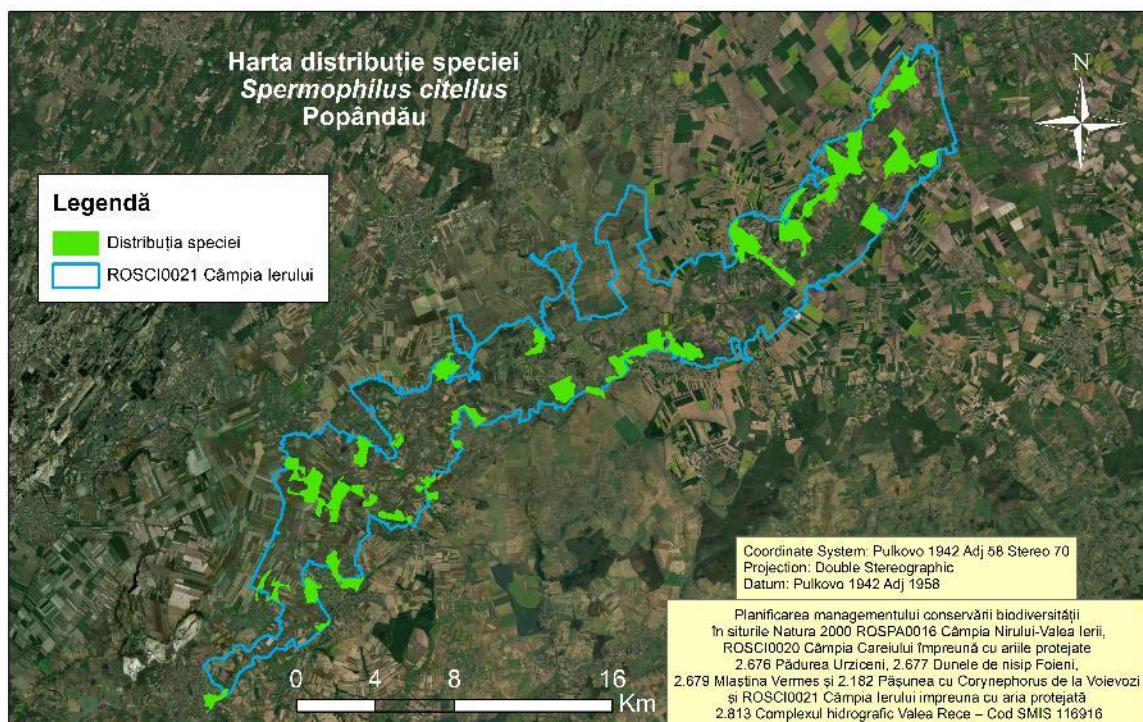 Harta distribuție speciei
Spermophilus citellus
Popândău
N
Legendă
Distribuția speciei
ROSCI0021 Câmpia Ierului
Coordinate System: Pulkovo 1942 Adj 58 Stereo 70
Projection: Double Stereographic
Datum: Pulkovo 1942 Adj 1958
Planificarea managementului conservării biodiversității
în siturile Natura 2000 ROSPA0016 Câmpia Nirului-Valea Ierii,
ROSCI0020 Câmpia Careiului împreună cu ariile protejate
2.676 Pădurea Urziceni, 2.677 Dunele de nisip Foieni,
2.679 Mlaștina Vermes și 2.182 Pășunea cu Corynephorus de la Voievozi
și ROSCI0021 Câmpia Ierului impreuna cu aria protejată
2.813 Complexul hidrografic Valea Rece – Cod SMIS 116916
0 4 8 16
Km